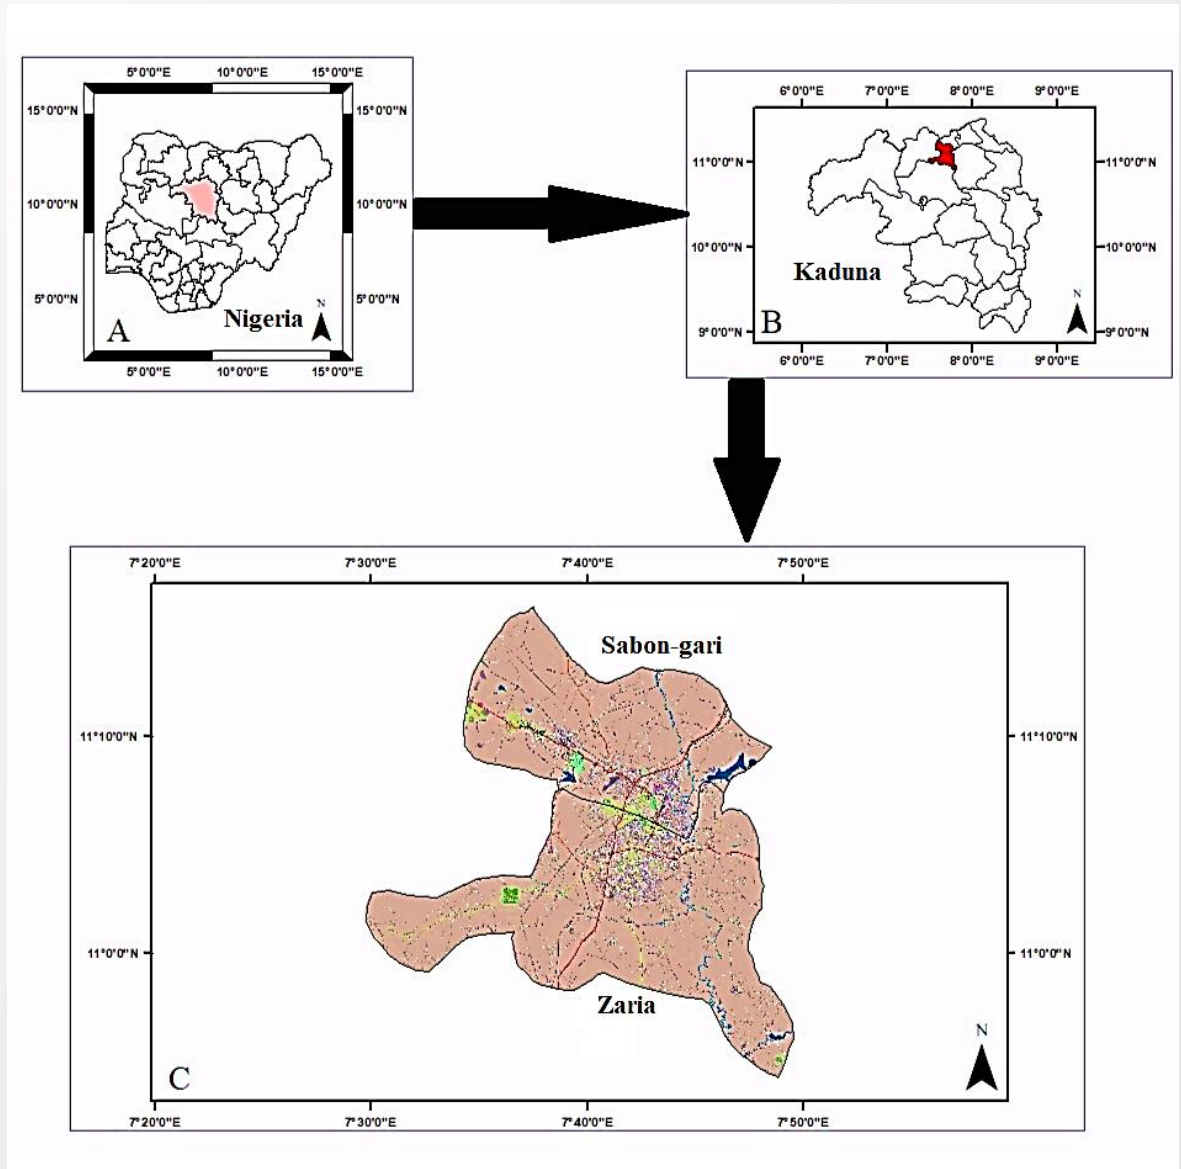 5°0'0"E 10°0'0"E 15°0'0"E
15°0'0"N 15°0'0"N
10°0'0"N 10°0'0"N
5°0'0"N 5°0'0"N
N
Nigeria
A
5°0'0"E 10°0'0"E 15°0'0"E
6°0'0"E 7°0'0"E 8°0'0"E 9°0'0"E
11°0'0"N 11°0'0"N
10°0'0"N 10°0'0"N
Kaduna
N
B
9°0'0"N 9°0'0"N
6°0'0"E 7°0'0"E 8°0'0"E 9°0'0"E
7°20'0"E 7°30'0"E 7°40'0"E 7°50'0"E
Sabon-gari
11°10'0"N 11°10'0"N
11°0'0"N 11°0'0"N
Zaria
N
C
7°20'0"E 7°30'0"E 7°40'0"E 7°50'0"E